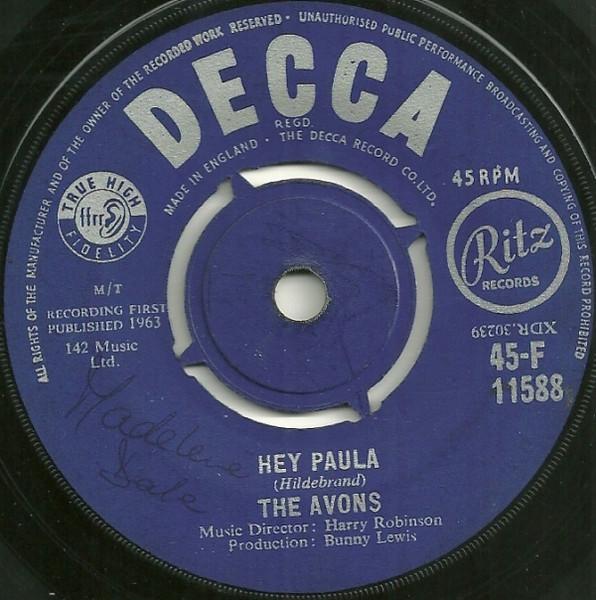 ALL RIGHTS OF THE MANUFACTURER AND OF THE OWNER OF THE RECORDED WORK RESERVED · UNAUTHORISED PUBLIC PERFORMANCE BROADCASTING AND COPYING OF THIS RECORD PROHIBITED
DECCA
REGD.
MADE IN ENGLAND · THE DECCA RECORD CO. LTD.
TRUE HIGH
ffrr
FIDELITY
45 RPM
Ritz
RECORDS
M/T
RECORDING FIRST
PUBLISHED 1963
142 Music
Ltd.
XDR.30239
45-F
11588
Madelene
Dale
HEY PAULA
(Hildebrand)
THE AVONS
Music Director: Harry Robinson
Production: Bunny Lewis